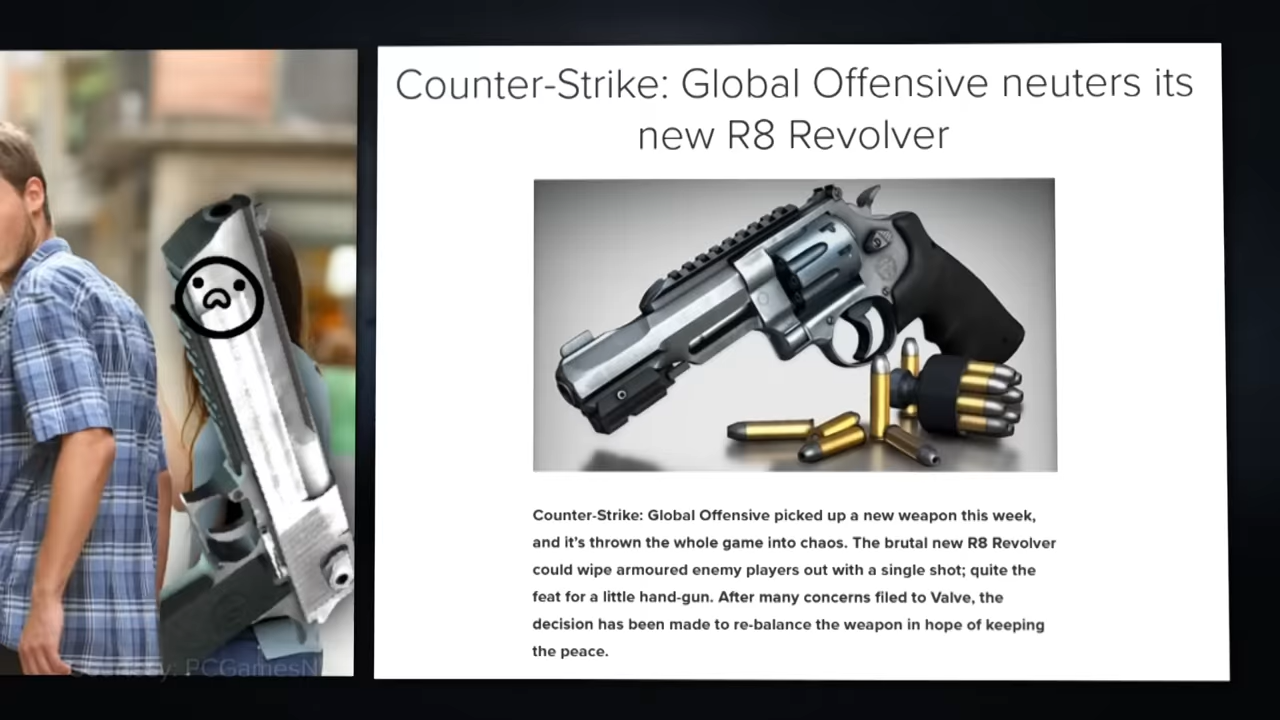 Counter-Strike: Global Offensive neuters its
new R8 Revolver
Counter-Strike: Global Offensive picked up a new weapon this week,
and it's thrown the whole game into chaos. The brutal new R8 Revolver
could wipe armoured enemy players out with a single shot; quite the
feat for a little hand-gun. After many concerns filed to Valve, the
decision has been made to re-balance the weapon in hope of keeping
the peace.
PCGamesN